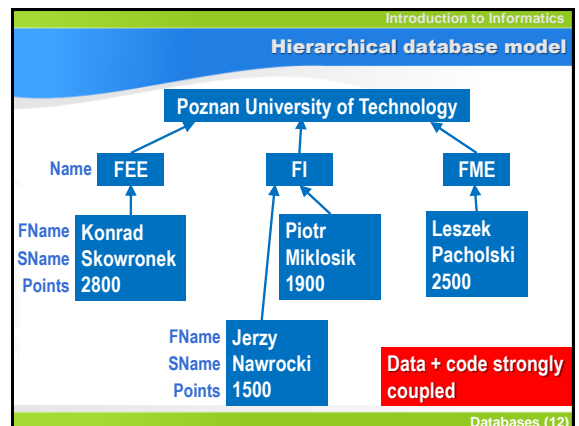 Introduction to Informatics
Hierarchical database model
Poznan University of Technology
Name FEE FI FME
FName Konrad
SName Skowronek
Points 2800
Piotr
Miklosik
1900
Leszek
Pacholski
2500
FName Jerzy
SName Nawrocki
Points 1500
Data + code strongly
coupled
Databases (12)